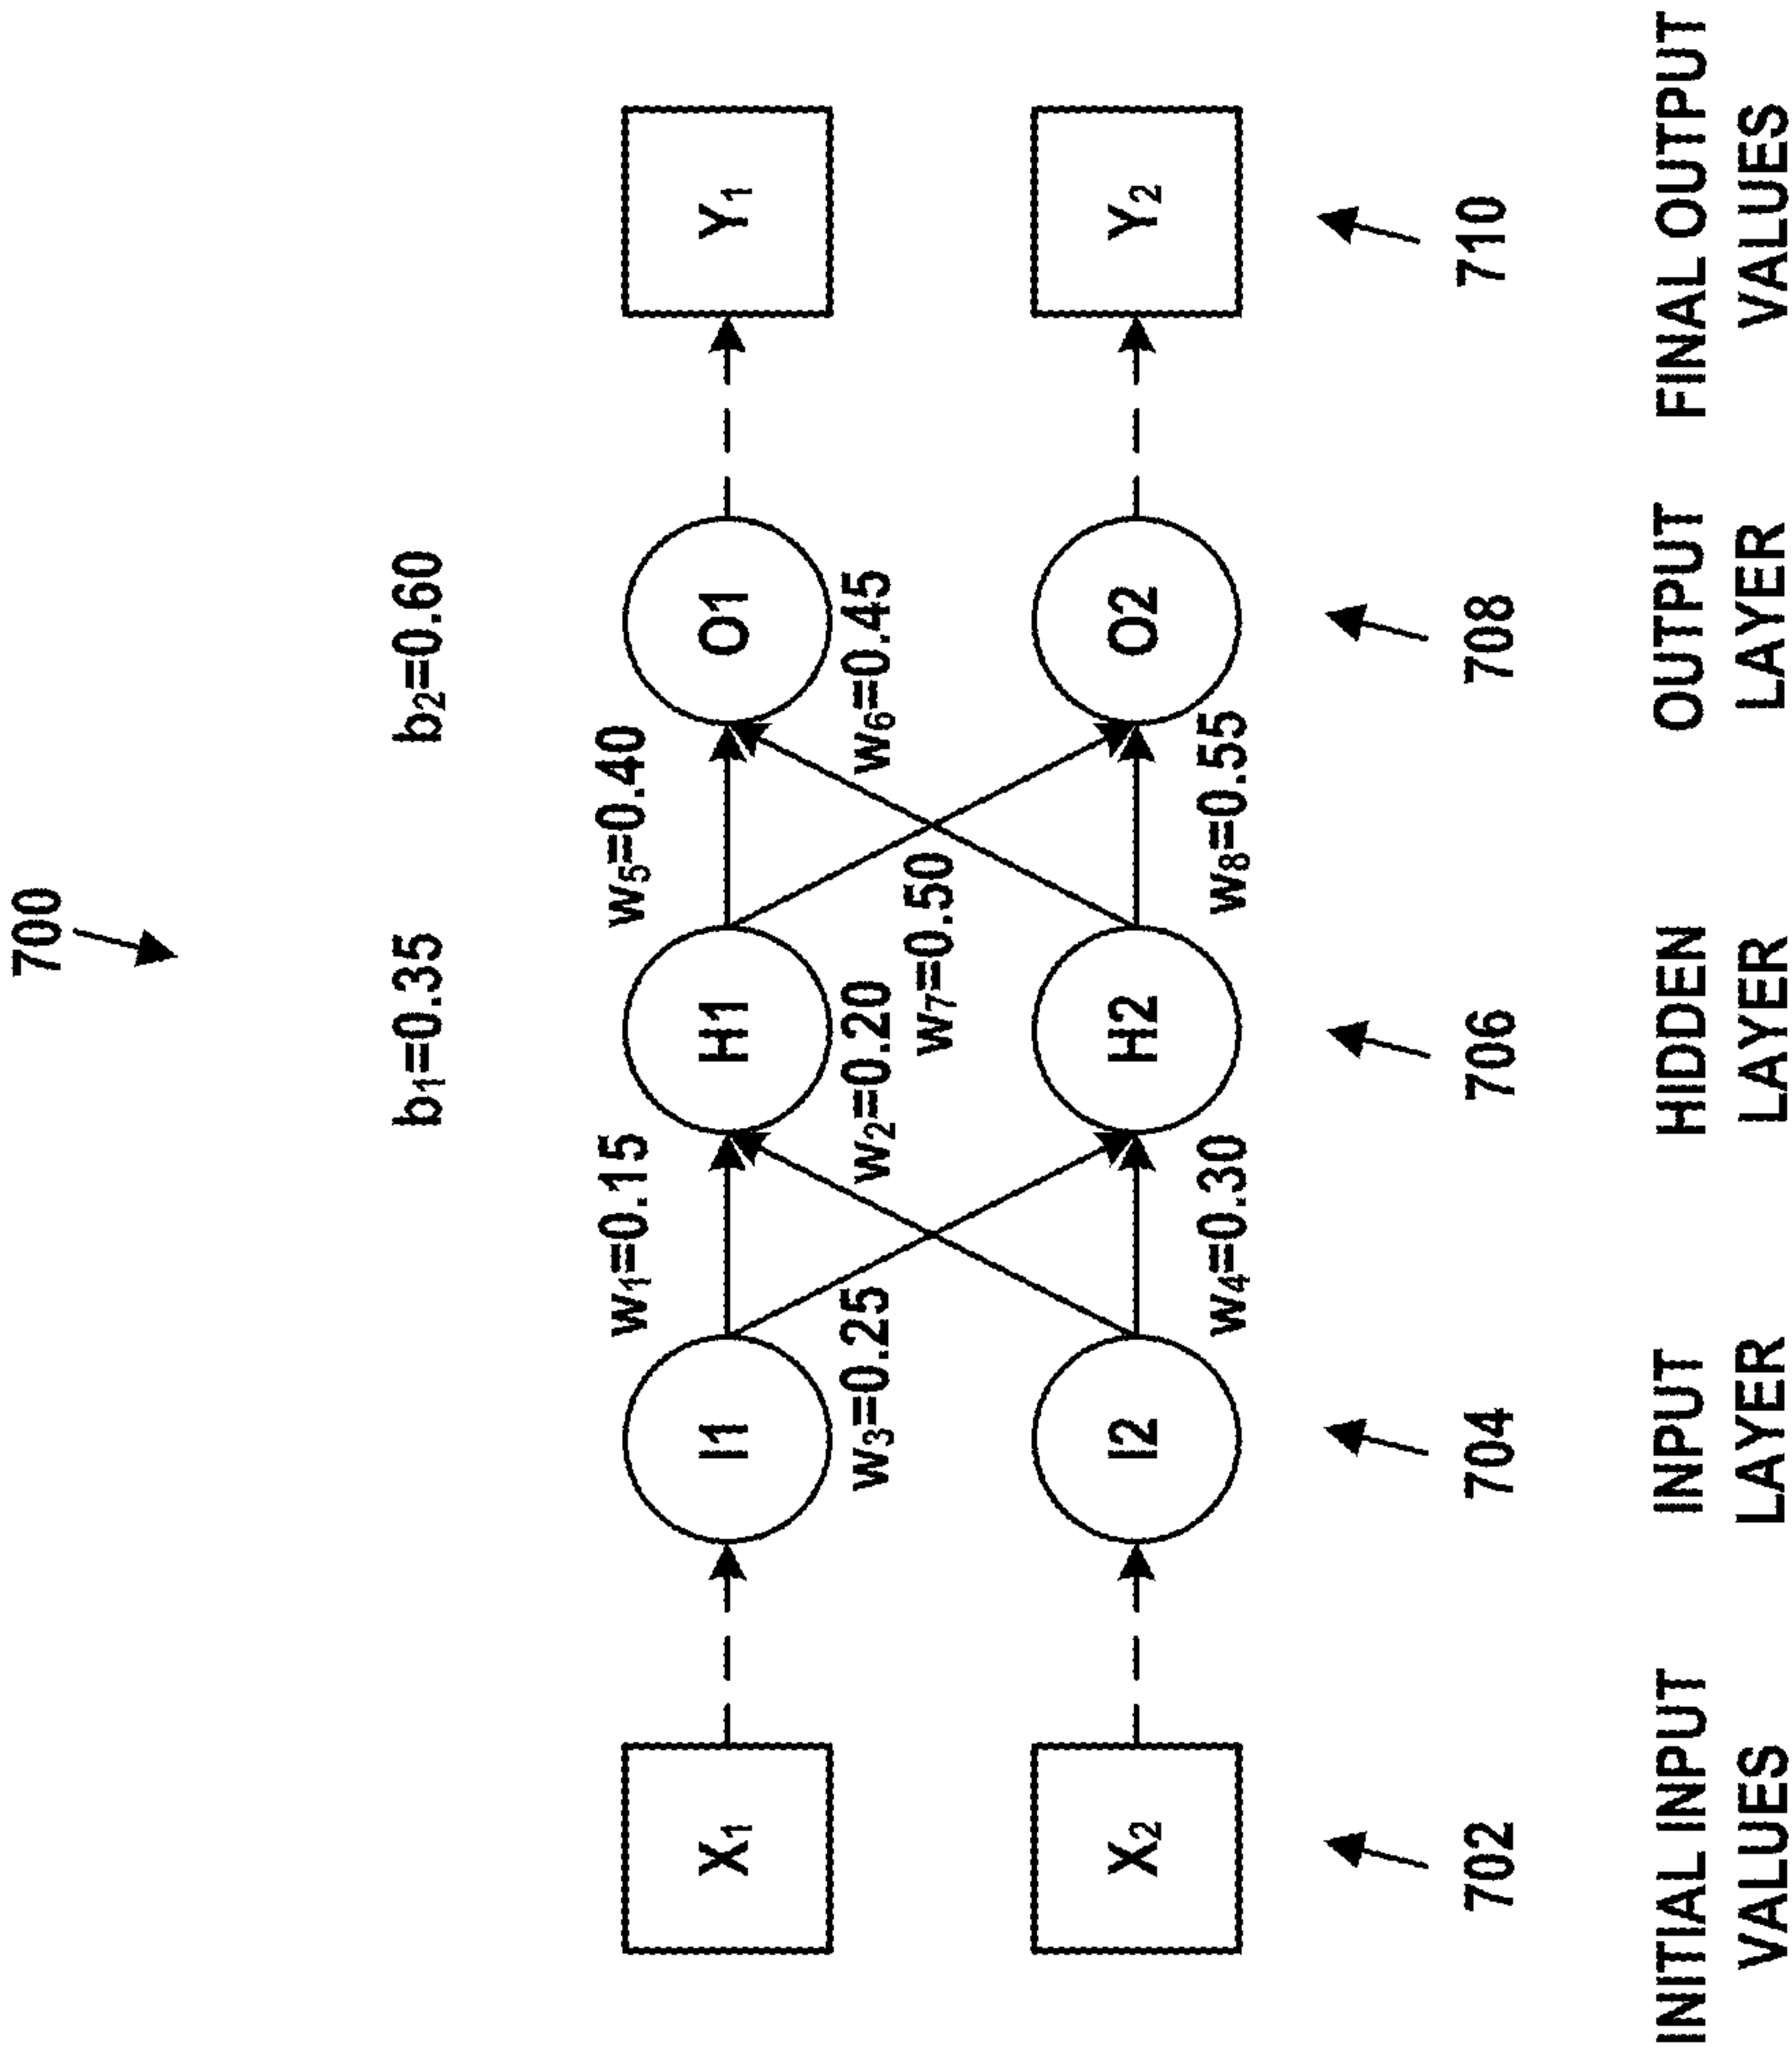 700
b₁=0.35
b₂=0.60
w₁=0.15
w₅=0.40
X₁
I1
H1
O1
Y₁
w₃=0.25
w₂=0.20
w₆=0.45
w₇=0.50
X₂
I2
H2
O2
Y₂
w₄=0.30
w₈=0.55
702
704
706
708
710
INITIAL INPUT
VALUES
INPUT
LAYER
HIDDEN
LAYER
OUTPUT
LAYER
FINAL OUTPUT
VALUES